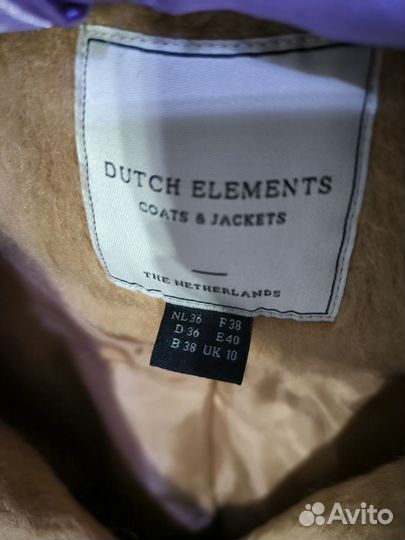 DUTCH ELEMENTS
COATS & JACKETS
THE NETHERLANDS
NL 36 F 38
D 36 E 40
B 38 UK 10
Avito